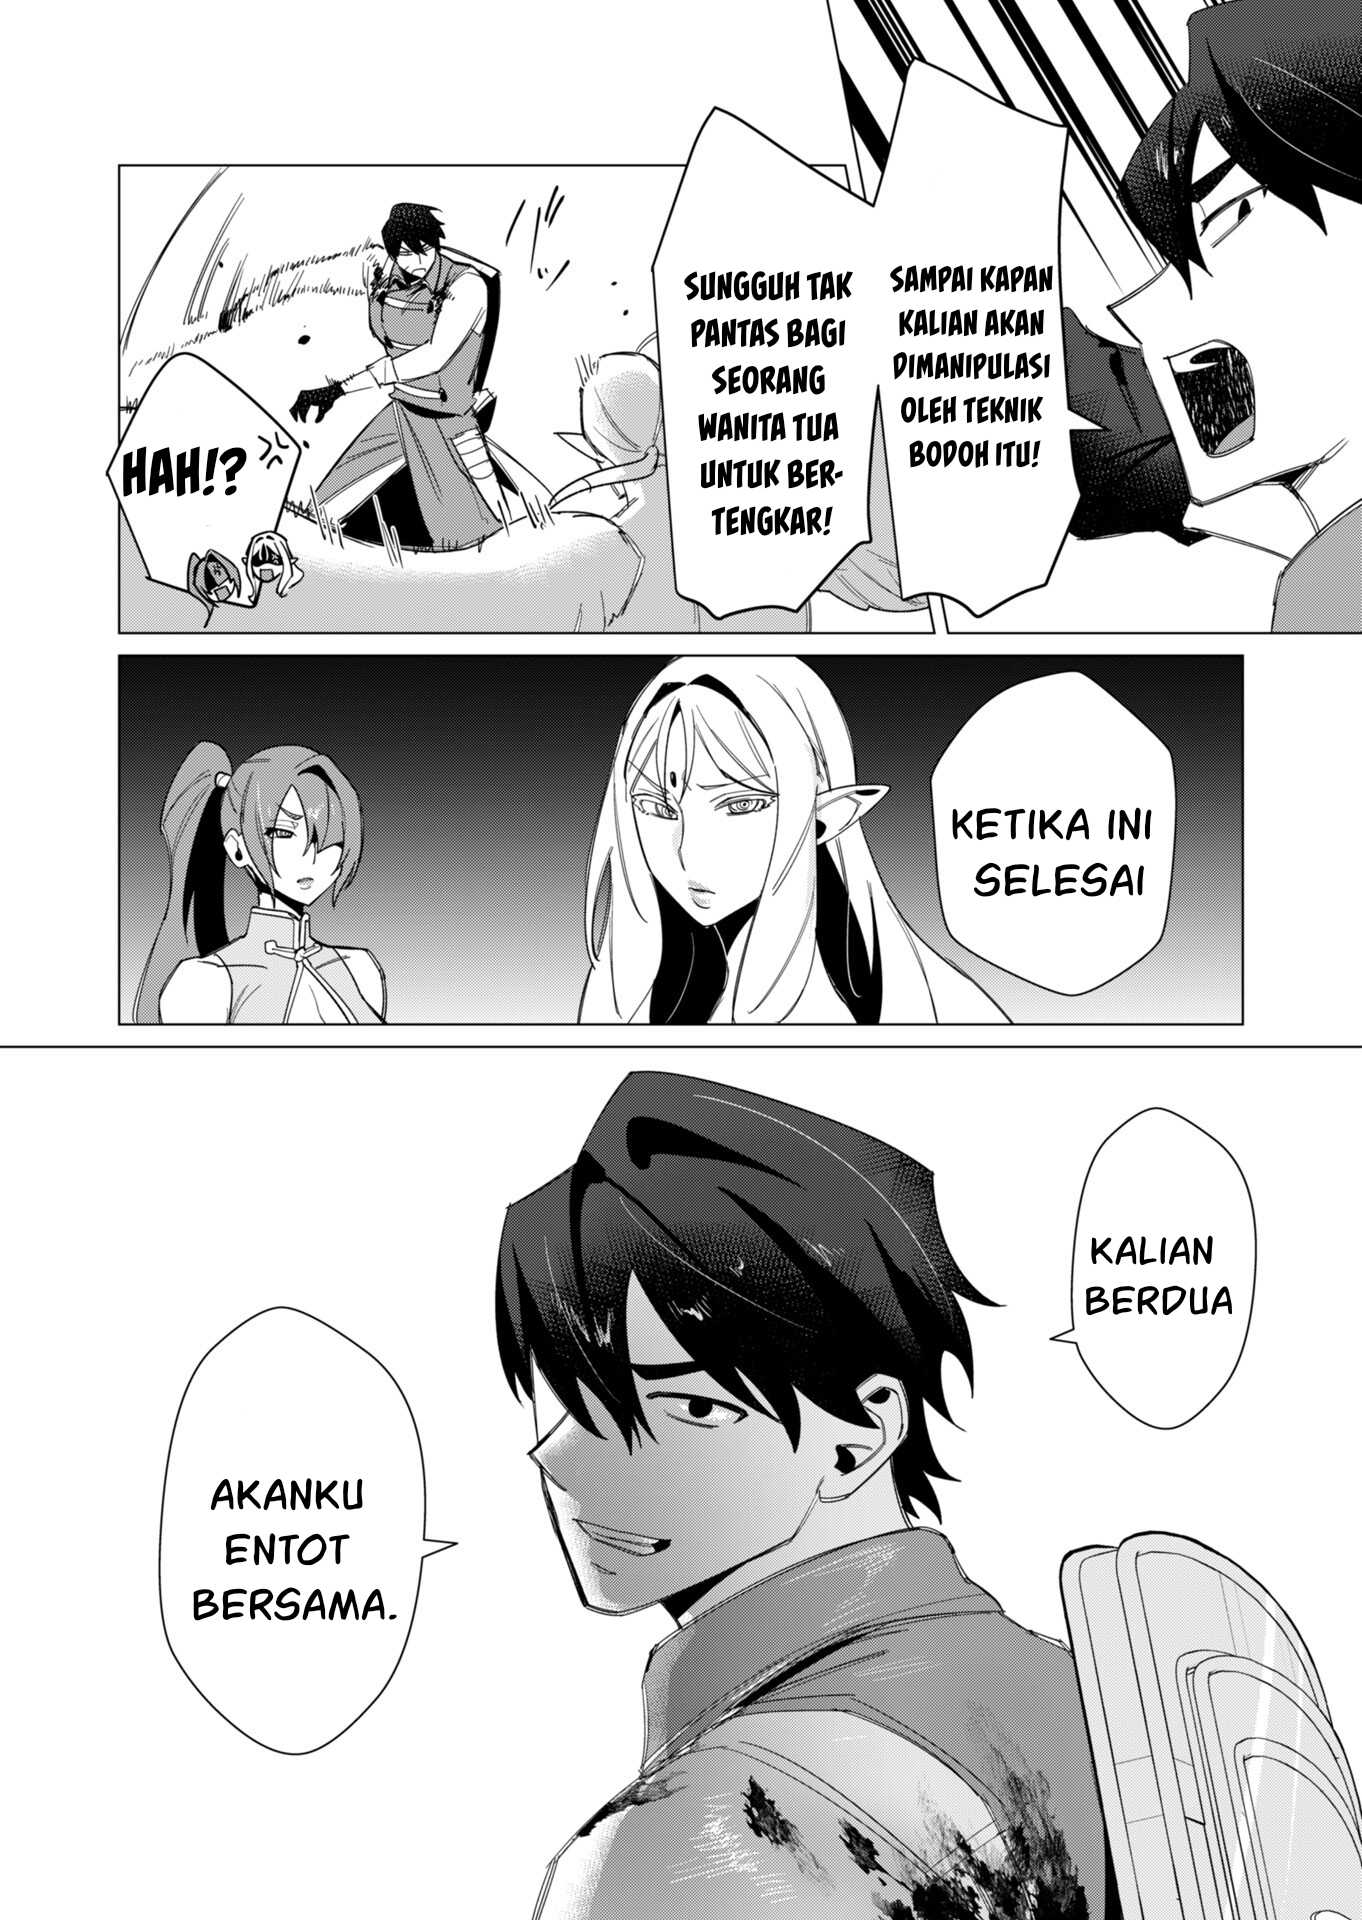 SAMPAI KAPAN
KALIAN AKAN
DIMANIPULASI
OLEH TEKNIK
BODOH ITU!
SUNGGUH TAK
PANTAS BAGI
SEORANG
WANITA TUA
UNTUK BER-
TENGKAR!
HAH!?
KETIKA INI
SELESAI
KALIAN
BERDUA
AKANKU
ENTOT
BERSAMA.